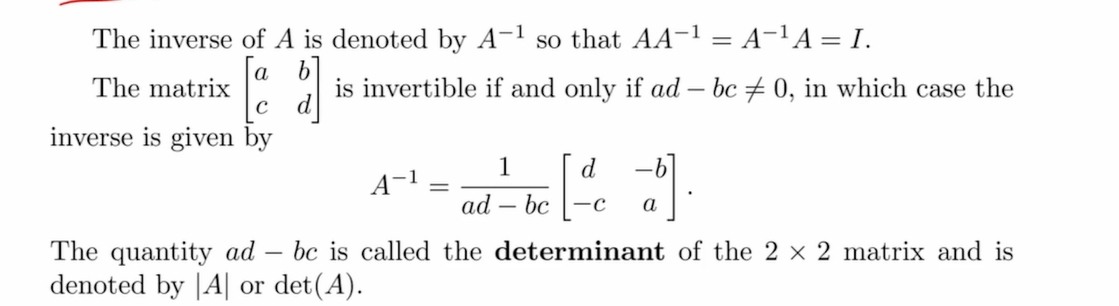 The inverse of A is denoted by A⁻¹ so that AA⁻¹ = A⁻¹A = I.
The matrix [a b; c d] is invertible if and only if ad − bc ≠ 0, in which case the
inverse is given by
A⁻¹ = 1/(ad − bc) [d −b; −c a].
The quantity ad − bc is called the determinant of the 2 × 2 matrix and is
denoted by |A| or det(A).